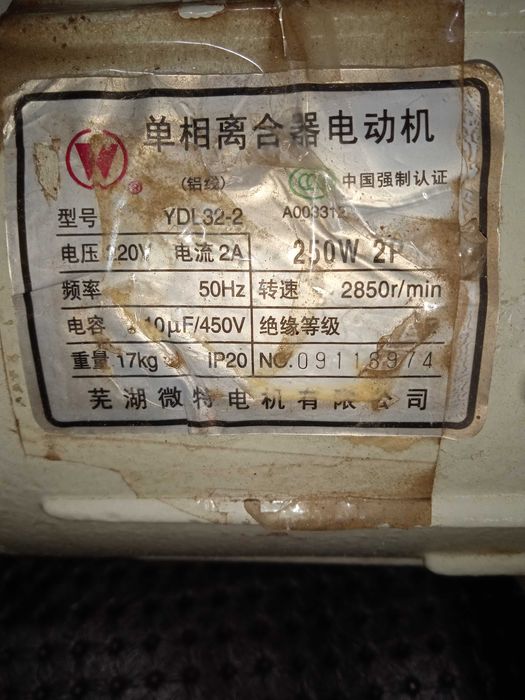 W
®
单相离合器电动机
(铝线) 中国强制认证
型号 YDL32-2 A003312
电压 220V 电流 2A 250W 2P
频率 50Hz 转速 2850r/min
电容 10μF/450V 绝缘等级
重量 17kg IP20 NO. 09118974
芜湖微特电机有限公司